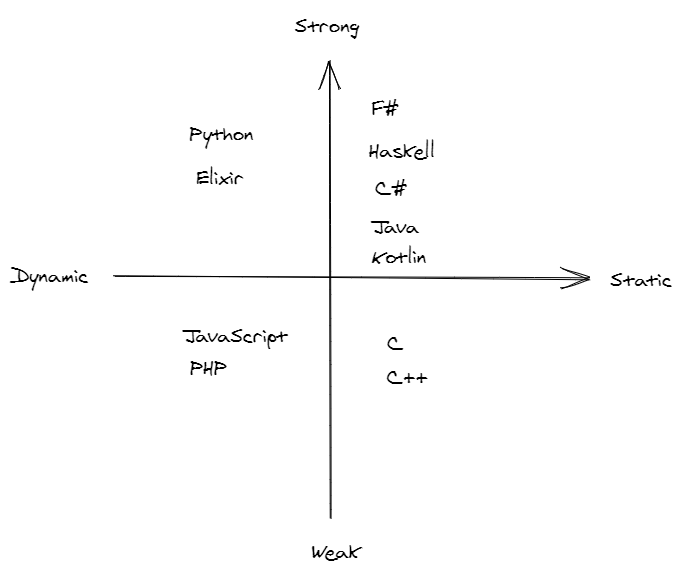 Strong
F#
Python
Haskell
Elixir
C#
Java
Kotlin
Dynamic
Static
JavaScript
C
PHP
C++
Weak